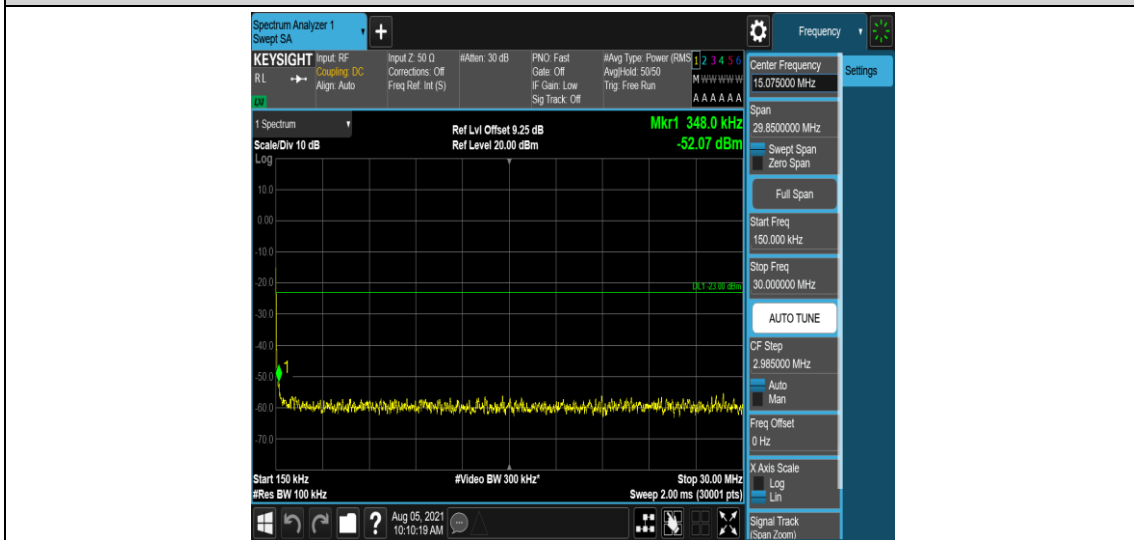 Spectrum Analyzer 1
Swept SA
+
Frequency
KEYSIGHT
RL
LXI
Input: RF
Coupling: DC
Align: Auto
Input Z: 50 Ω
Corrections: Off
Freq Ref: Int (S)
#Atten: 30 dB
PNO: Fast
Gate: Off
IF Gain: Low
Sig Track: Off
#Avg Type: Power (RMS
Avg|Hold: 50/50
Trig: Free Run
1 2 3 4 5 6
M W W W W W
A A A A A A
1 Spectrum
Scale/Div 10 dB
Ref Lvl Offset 9.25 dB
Ref Level 20.00 dBm
Mkr1 348.0 kHz
-52.07 dBm
Log
10.0
0.00
-10.0
-20.0
-30.0
-40.0
-50.0
-60.0
-70.0
DL1 -23.00 dBm
1
Start 150 kHz
#Res BW 100 kHz
#Video BW 300 kHz*
Stop 30.00 MHz
Sweep 2.00 ms (30001 pts)
?
Aug 05, 2021
10:10:19 AM
Center Frequency
15.075000 MHz
Settings
Span
29.8500000 MHz
Swept Span
Zero Span
Full Span
Start Freq
150.000 kHz
Stop Freq
30.000000 MHz
AUTO TUNE
CF Step
2.985000 MHz
Auto
Man
Freq Offset
0 Hz
X Axis Scale
Log
Lin
Signal Track
(Span Zoom)